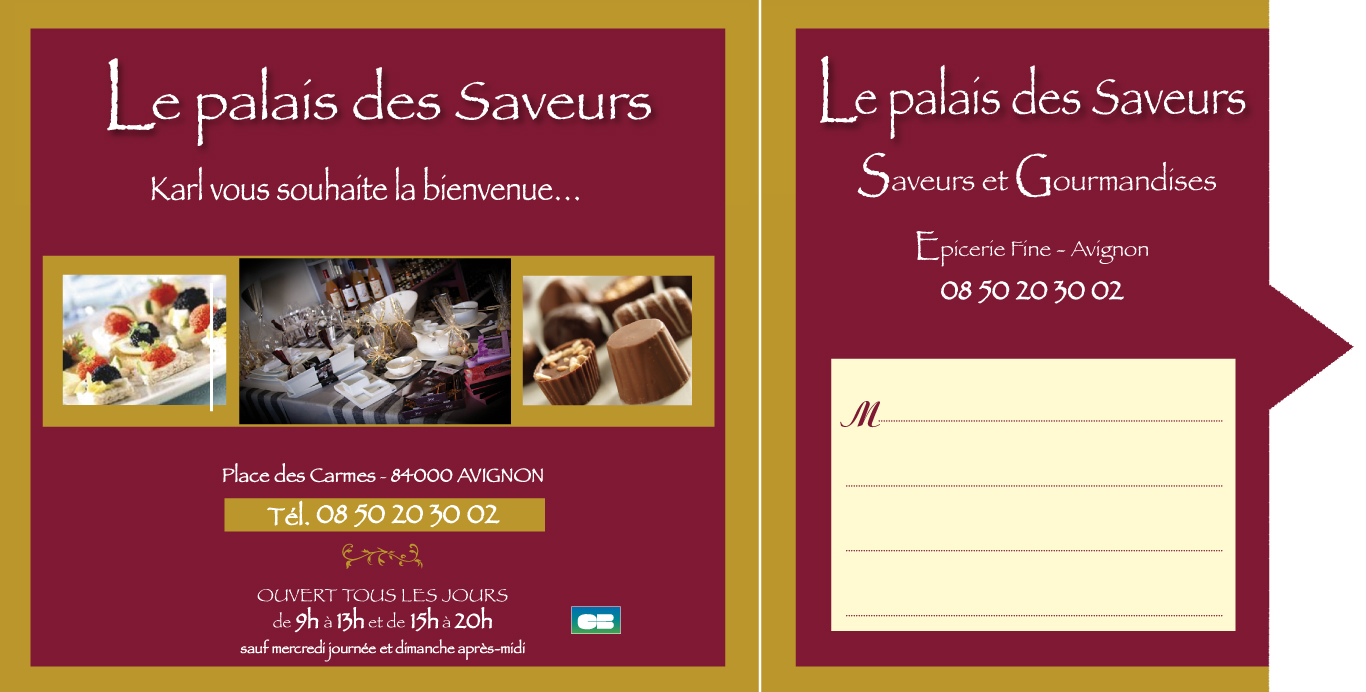 Le palais des Saveurs
Karl vous souhaite la bienvenue...
Place des Carmes - 84000 AVIGNON
Tél. 08 50 20 30 02
OUVERT TOUS LES JOURS
de 9h à 13h et de 15h à 20h
CB
sauf mercredi journée et dimanche après-midi
Le palais des Saveurs
Saveurs et Gourmandises
Epicerie Fine - Avignon
08 50 20 30 02
M